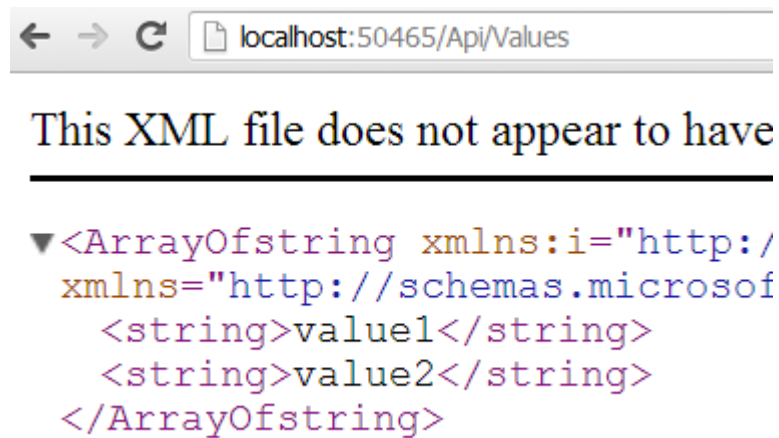 localhost:50465/Api/Values
This XML file does not appear to have
▼<ArrayOfstring xmlns:i="http:/
xmlns="http://schemas.microsof
<string>value1</string>
<string>value2</string>
</ArrayOfstring>